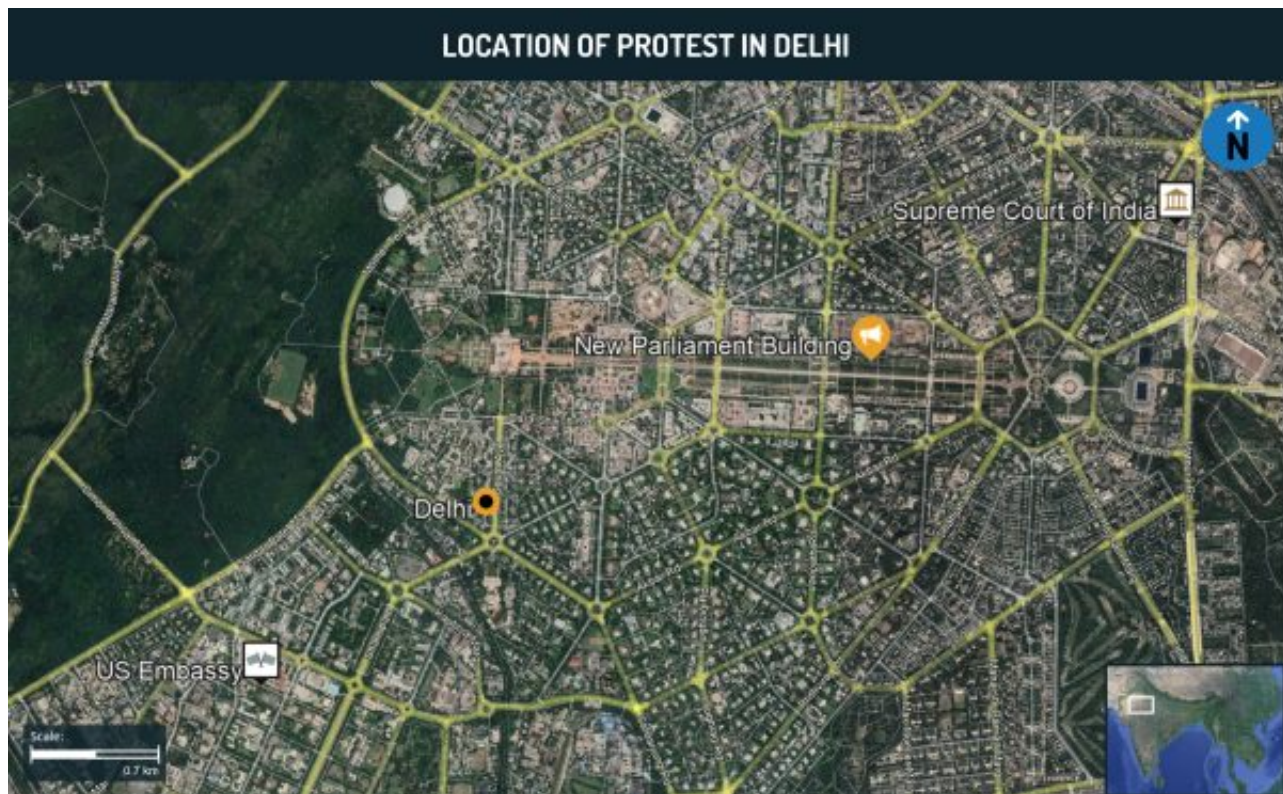 LOCATION OF PROTEST IN DELHI
N
Supreme Court of India
New Parliament Building
Delhi
US Embassy
Scale:
0.7 km